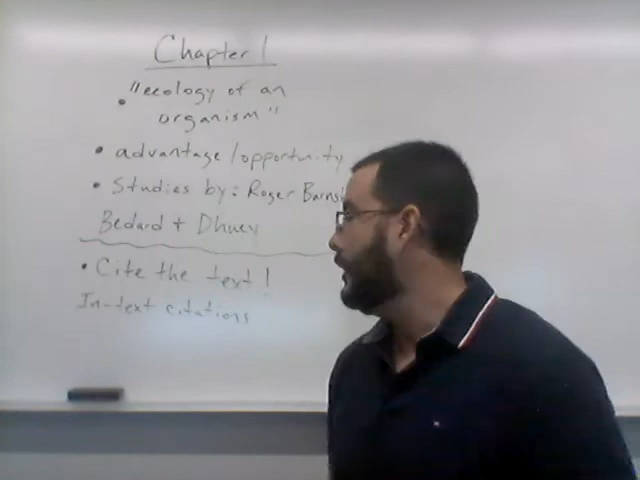 Chapter 1
• "ecology of an
organism"
• advantage/opportunity
• Studies by: Roger Barns
Bedard + Dhuey
• Cite the text!
In-text citations